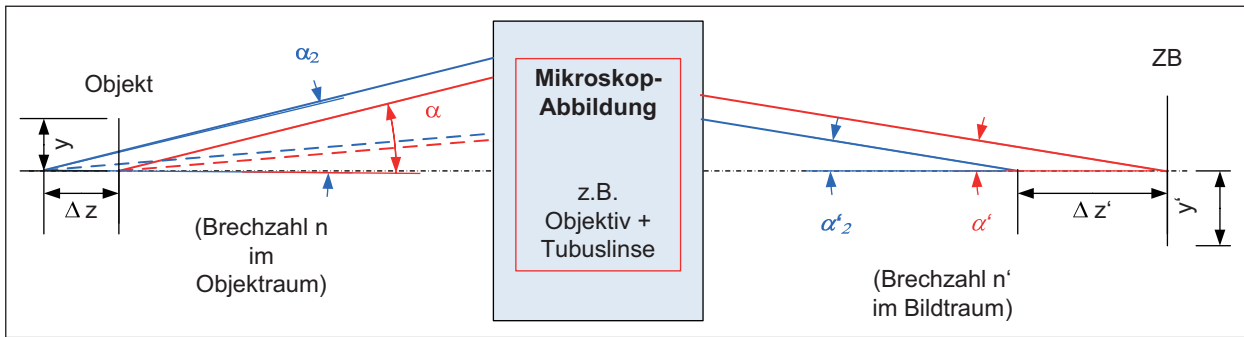 Objekt
y
Δ z
α₂
α
(Brechzahl n
im
Objektraum)
Mikroskop-
Abbildung
z.B.
Objektiv +
Tubuslinse
α‘₂
α‘
(Brechzahl n‘
im Bildtraum)
ZB
Δ z‘
y‘